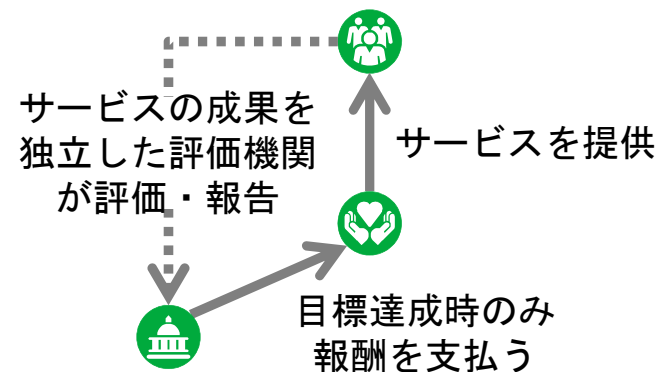 サービスの成果を
独立した評価機関
が評価・報告
サービスを提供
目標達成時のみ
報酬を支払う